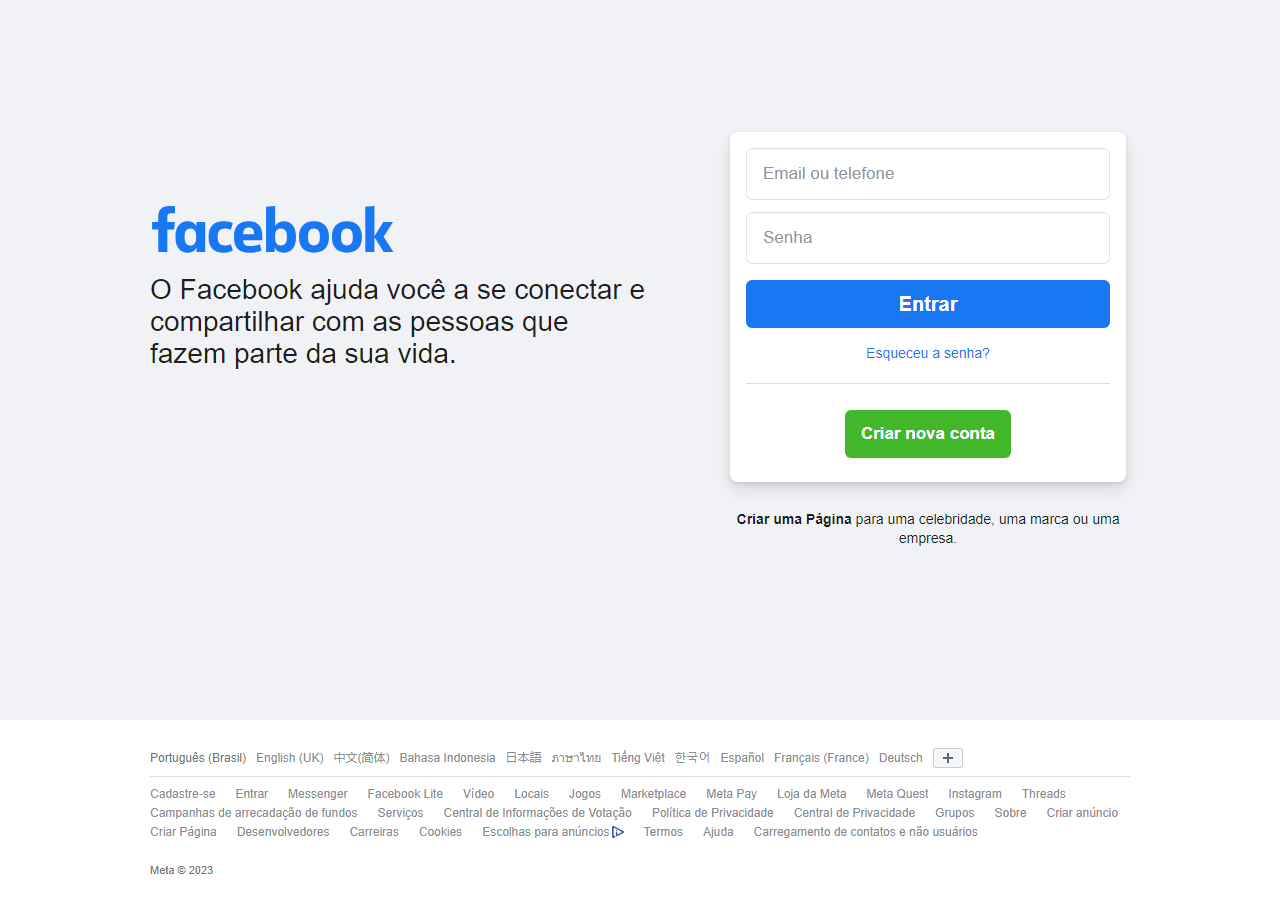 facebook
O Facebook ajuda você a se conectar e
compartilhar com as pessoas que
fazem parte da sua vida.
Email ou telefone
Senha
Entrar
Esqueceu a senha?
Criar nova conta
Criar uma Página para uma celebridade, uma marca ou uma
empresa.
Português (Brasil) English (UK) 中文(简体) Bahasa Indonesia 日本語 ภาษาไทย Tiếng Việt 한국어 Español Français (France) Deutsch
Cadastre-se Entrar Messenger Facebook Lite Vídeo Locais Jogos Marketplace Meta Pay Loja da Meta Meta Quest Instagram Threads
Campanhas de arrecadação de fundos Serviços Central de Informações de Votação Política de Privacidade Central de Privacidade Grupos Sobre Criar anúncio
Criar Página Desenvolvedores Carreiras Cookies Escolhas para anúncios Termos Ajuda Carregamento de contatos e não usuários
Meta © 2023